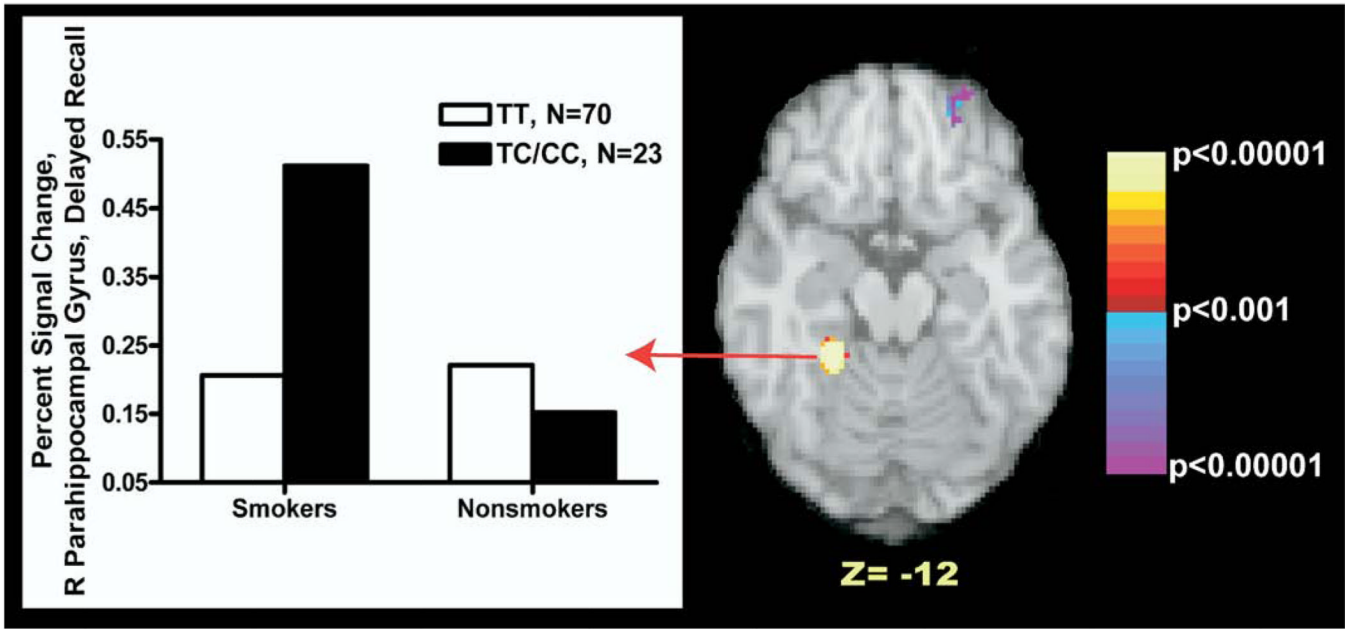 Percent Signal Change,
R Parahippocampal Gyrus, Delayed Recall
TT, N=70
TC/CC, N=23
0.55
0.45
0.35
0.25
0.15
0.05
Smokers
Nonsmokers
p<0.00001
p<0.001
p<0.00001
Z= -12